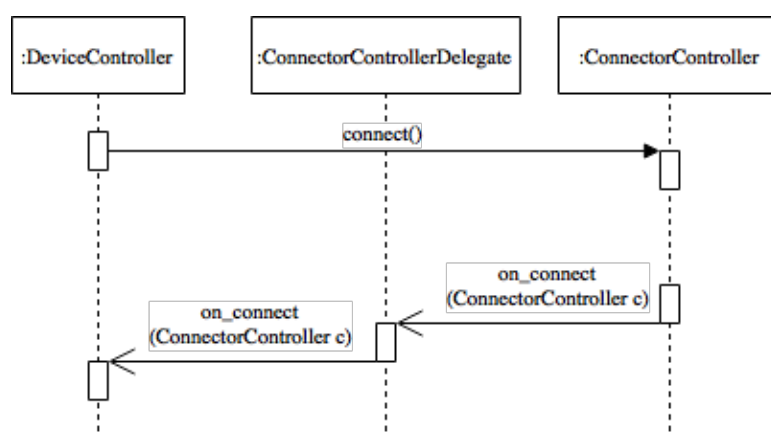 :DeviceController
:ConnectorControllerDelegate
:ConnectorController
connect()
on_connect
(ConnectorController c)
on_connect
(ConnectorController c)